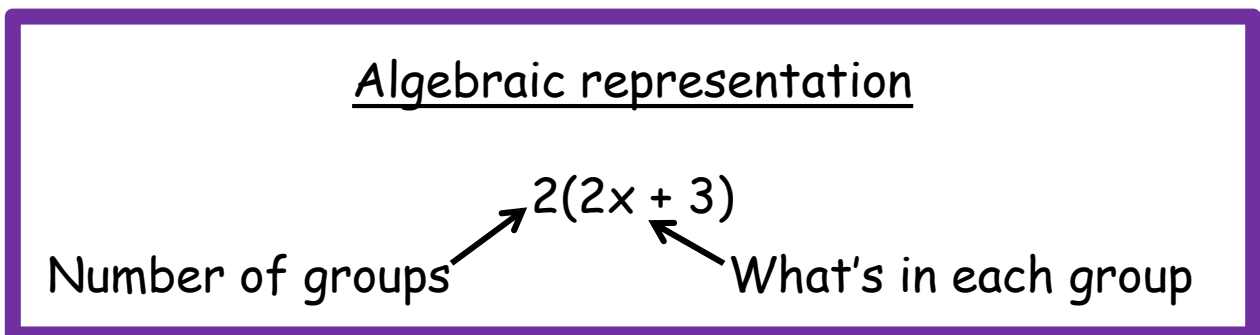 Algebraic representation
2(2x + 3)
Number of groups
What's in each group